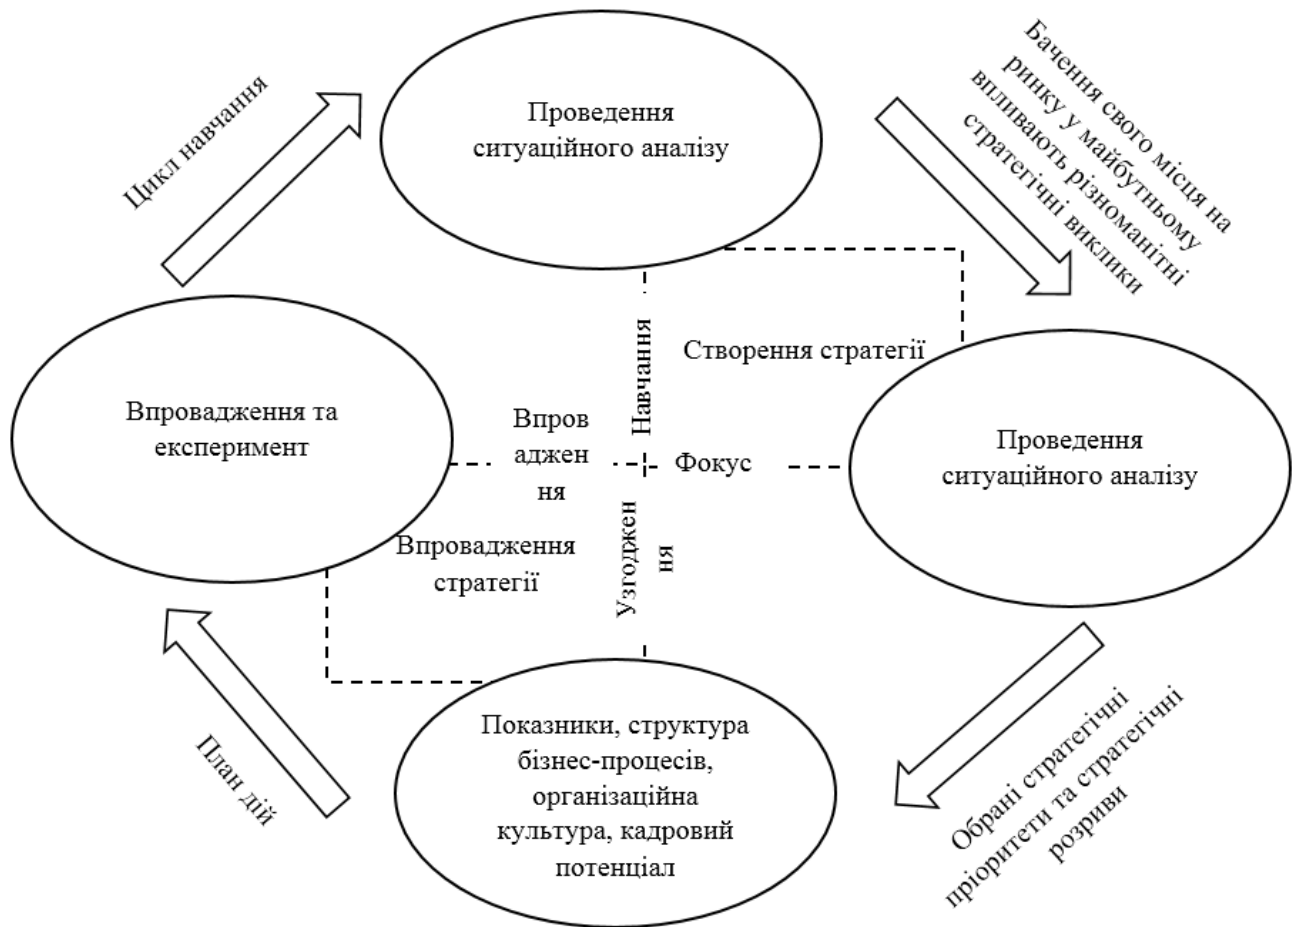 Проведення
ситуаційного аналізу
Цикл навчання
Бачення свого місця на
ринку у майбутньому
впливають різноманітні
стратегічні виклики
Створення стратегії
Навчання
Впровадження та
експеримент
Впров
аджен
ня
Фокус
Проведення
ситуаційного аналізу
Узгоджен
ня
Впровадження
стратегії
План дій
Показники, структура
бізнес-процесів,
організаційна
культура, кадровий
потенціал
Обрані стратегічні
пріоритети та стратегічні
розриви